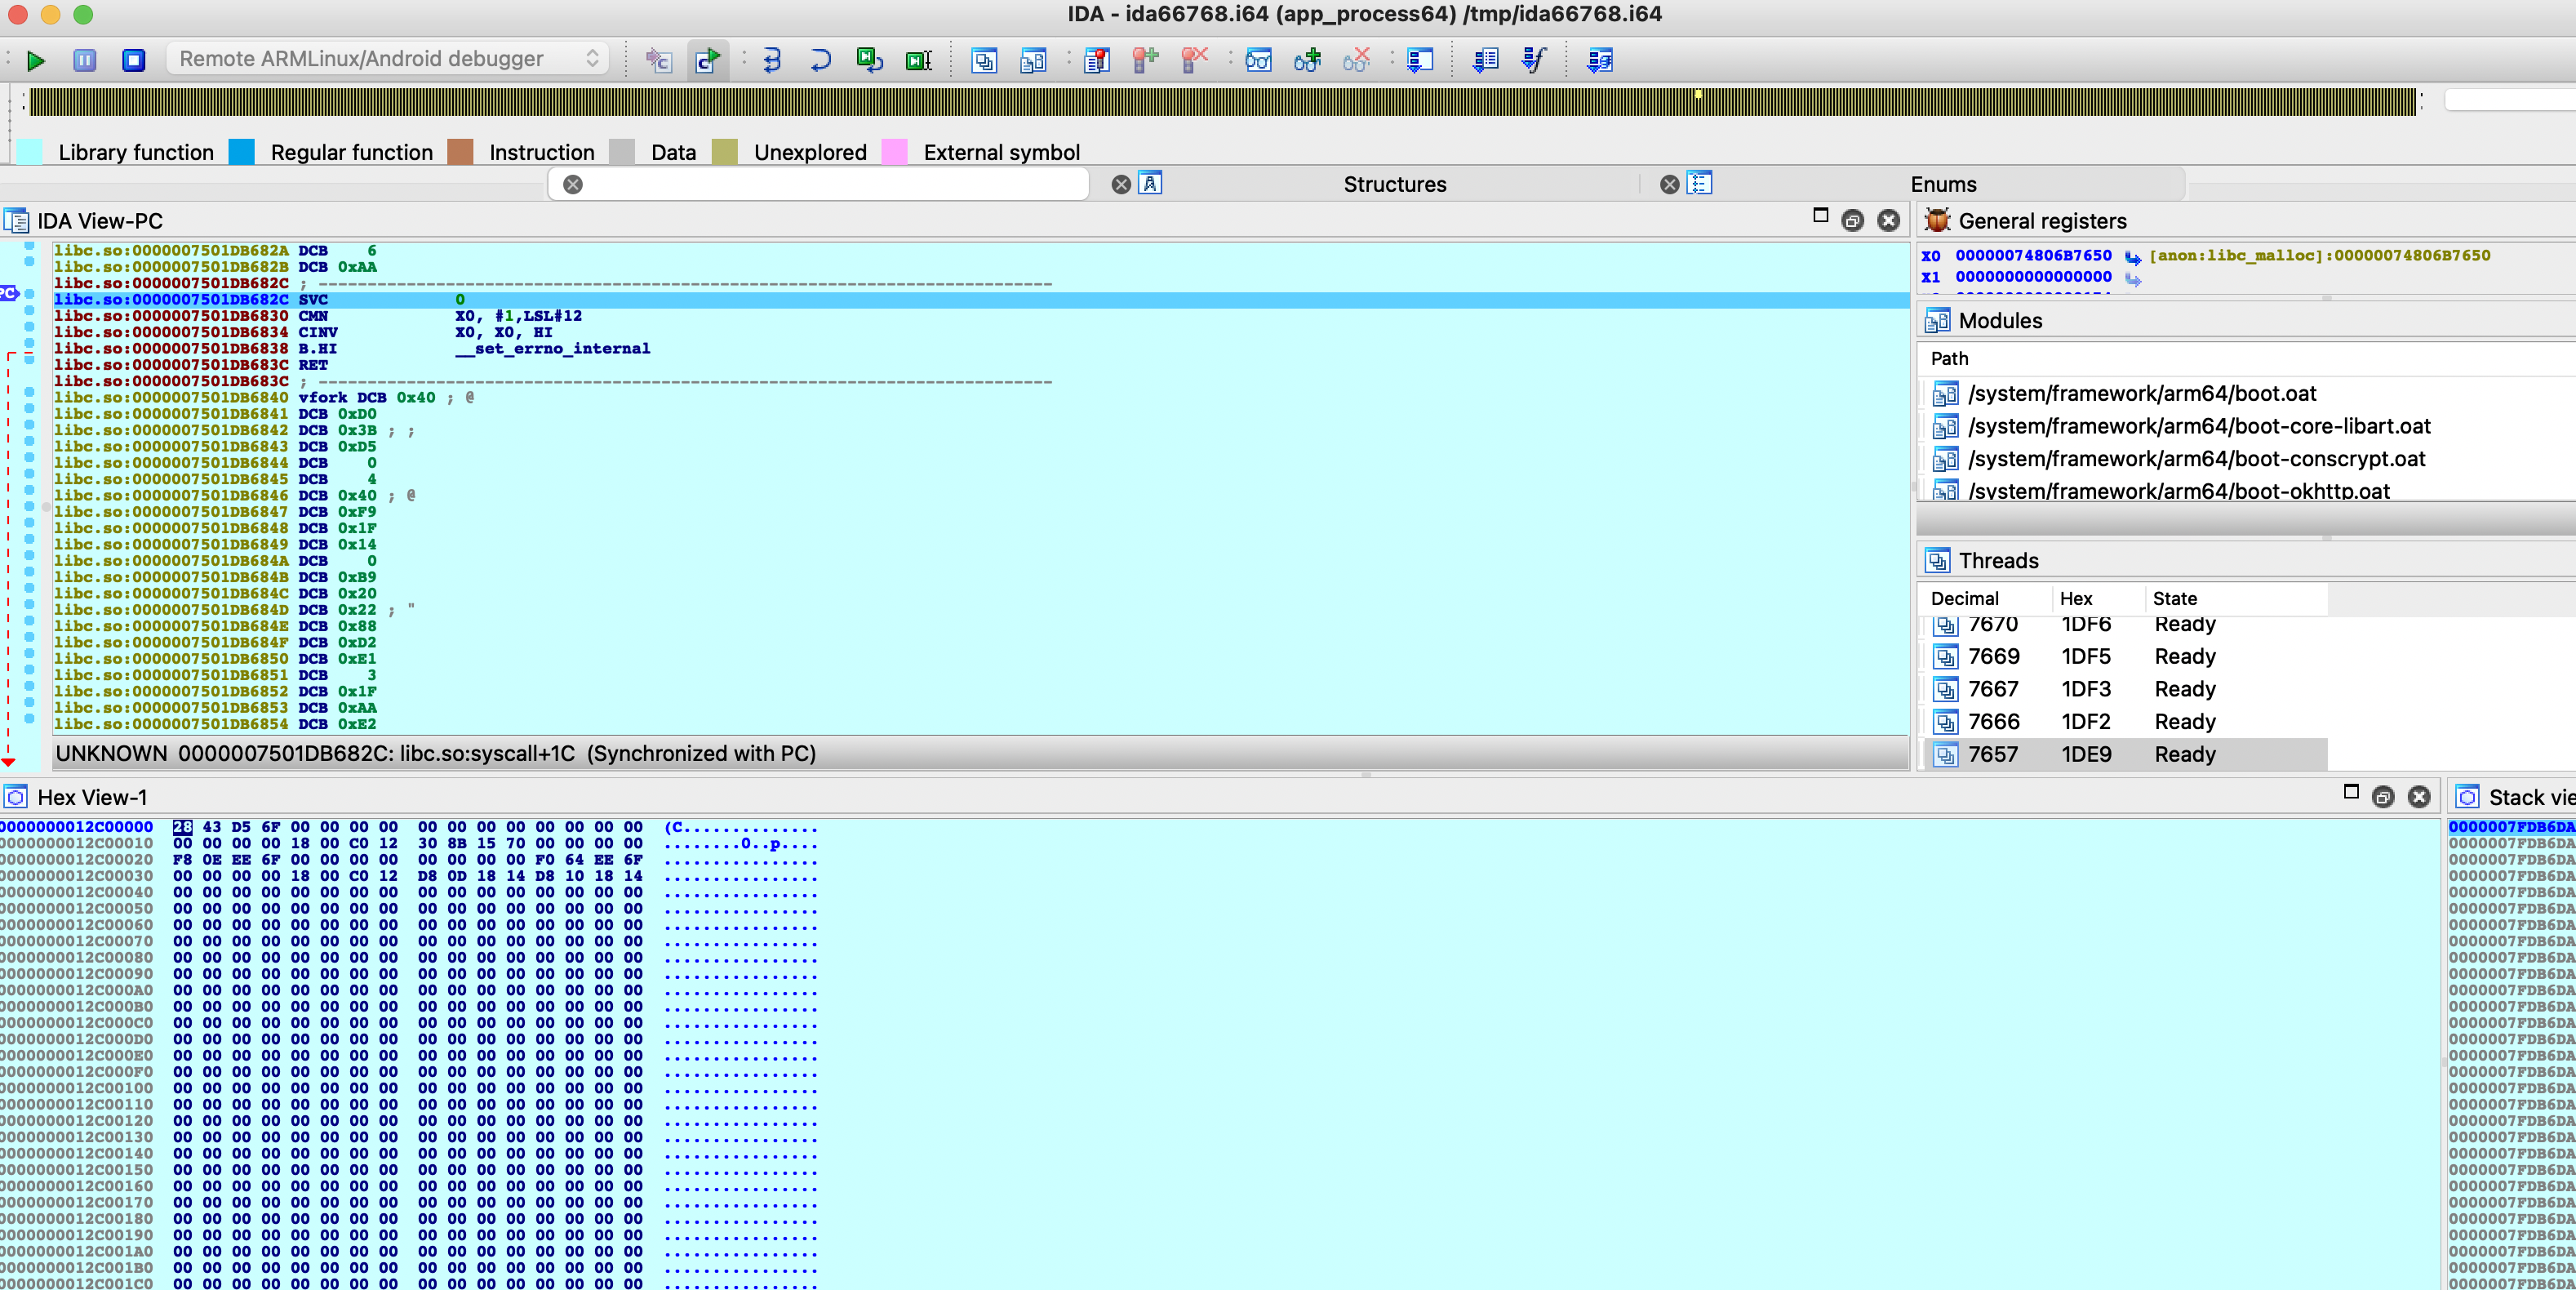 IDA - ida66768.i64 (app_process64) /tmp/ida66768.i64
Remote ARMLinux/Android debugger
Library function Regular function Instruction Data Unexplored External symbol
Structures Enums
IDA View-PC
libc.so:0000007501DB682A DCB 6
libc.so:0000007501DB682B DCB 0xAA
libc.so:0000007501DB682C ; ---------------------------------------------------------------------------
PC
libc.so:0000007501DB682C SVC 0
libc.so:0000007501DB6830 CMN X0, #1,LSL#12
libc.so:0000007501DB6834 CINV X0, X0, HI
libc.so:0000007501DB6838 B.HI __set_errno_internal
libc.so:0000007501DB683C RET
libc.so:0000007501DB683C ; ---------------------------------------------------------------------------
libc.so:0000007501DB6840 vfork DCB 0x40 ; @
libc.so:0000007501DB6841 DCB 0xD0
libc.so:0000007501DB6842 DCB 0x3B ; ;
libc.so:0000007501DB6843 DCB 0xD5
libc.so:0000007501DB6844 DCB 0
libc.so:0000007501DB6845 DCB 4
libc.so:0000007501DB6846 DCB 0x40 ; @
libc.so:0000007501DB6847 DCB 0xF9
libc.so:0000007501DB6848 DCB 0x1F
libc.so:0000007501DB6849 DCB 0x14
libc.so:0000007501DB684A DCB 0
libc.so:0000007501DB684B DCB 0xB9
libc.so:0000007501DB684C DCB 0x20
libc.so:0000007501DB684D DCB 0x22 ; "
libc.so:0000007501DB684E DCB 0x88
libc.so:0000007501DB684F DCB 0xD2
libc.so:0000007501DB6850 DCB 0xE1
libc.so:0000007501DB6851 DCB 3
libc.so:0000007501DB6852 DCB 0x1F
libc.so:0000007501DB6853 DCB 0xAA
libc.so:0000007501DB6854 DCB 0xE2
UNKNOWN 0000007501DB682C: libc.so:syscall+1C (Synchronized with PC)
General registers
X0 00000074806B7650 [anon:libc_malloc]:00000074806B7650
X1 0000000000000000
Modules
Path
/system/framework/arm64/boot.oat
/system/framework/arm64/boot-core-libart.oat
/system/framework/arm64/boot-conscrypt.oat
/system/framework/arm64/boot-okhttp.oat
Threads
Decimal Hex State
7670 1DF6 Ready
7669 1DF5 Ready
7667 1DF3 Ready
7666 1DF2 Ready
7657 1DE9 Ready
Hex View-1
0000000012C00000 28 43 D5 6F 00 00 00 00 00 00 00 00 00 00 00 00 (C..............
0000000012C00010 00 00 00 00 18 00 C0 12 30 8B 15 70 00 00 00 00 ........0..p....
0000000012C00020 F8 0E EE 6F 00 00 00 00 00 00 00 00 F0 64 EE 6F ................
0000000012C00030 00 00 00 00 18 00 C0 12 D8 0D 18 14 D8 10 18 14 ................
0000000012C00040 00 00 00 00 00 00 00 00 00 00 00 00 00 00 00 00 ................
0000000012C00050 00 00 00 00 00 00 00 00 00 00 00 00 00 00 00 00 ................
0000000012C00060 00 00 00 00 00 00 00 00 00 00 00 00 00 00 00 00 ................
0000000012C00070 00 00 00 00 00 00 00 00 00 00 00 00 00 00 00 00 ................
0000000012C00080 00 00 00 00 00 00 00 00 00 00 00 00 00 00 00 00 ................
0000000012C00090 00 00 00 00 00 00 00 00 00 00 00 00 00 00 00 00 ................
0000000012C000A0 00 00 00 00 00 00 00 00 00 00 00 00 00 00 00 00 ................
0000000012C000B0 00 00 00 00 00 00 00 00 00 00 00 00 00 00 00 00 ................
0000000012C000C0 00 00 00 00 00 00 00 00 00 00 00 00 00 00 00 00 ................
0000000012C000D0 00 00 00 00 00 00 00 00 00 00 00 00 00 00 00 00 ................
0000000012C000E0 00 00 00 00 00 00 00 00 00 00 00 00 00 00 00 00 ................
0000000012C000F0 00 00 00 00 00 00 00 00 00 00 00 00 00 00 00 00 ................
0000000012C00100 00 00 00 00 00 00 00 00 00 00 00 00 00 00 00 00 ................
0000000012C00110 00 00 00 00 00 00 00 00 00 00 00 00 00 00 00 00 ................
0000000012C00120 00 00 00 00 00 00 00 00 00 00 00 00 00 00 00 00 ................
0000000012C00130 00 00 00 00 00 00 00 00 00 00 00 00 00 00 00 00 ................
0000000012C00140 00 00 00 00 00 00 00 00 00 00 00 00 00 00 00 00 ................
0000000012C00150 00 00 00 00 00 00 00 00 00 00 00 00 00 00 00 00 ................
0000000012C00160 00 00 00 00 00 00 00 00 00 00 00 00 00 00 00 00 ................
0000000012C00170 00 00 00 00 00 00 00 00 00 00 00 00 00 00 00 00 ................
0000000012C00180 00 00 00 00 00 00 00 00 00 00 00 00 00 00 00 00 ................
0000000012C00190 00 00 00 00 00 00 00 00 00 00 00 00 00 00 00 00 ................
0000000012C001A0 00 00 00 00 00 00 00 00 00 00 00 00 00 00 00 00 ................
0000000012C001B0 00 00 00 00 00 00 00 00 00 00 00 00 00 00 00 00 ................
0000000012C001C0 00 00 00 00 00 00 00 00 00 00 00 00 00 00 00 00 ................
Stack vie